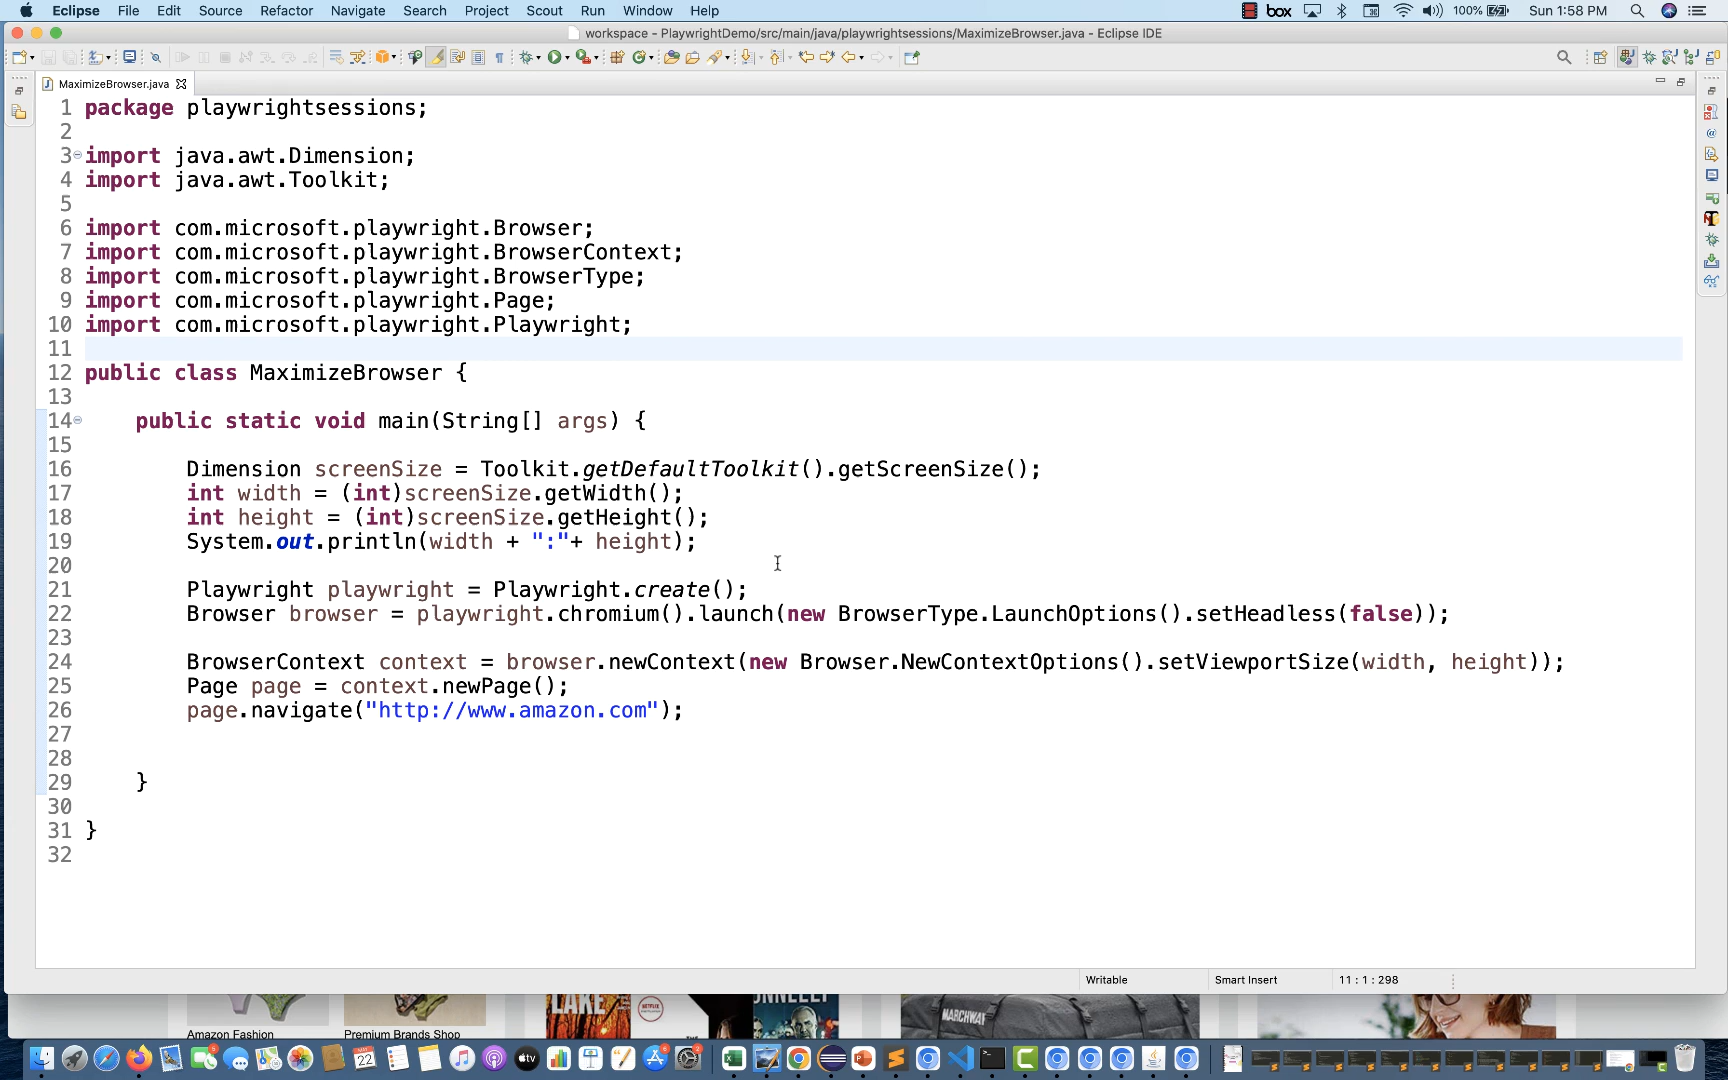 Eclipse File Edit Source Refactor Navigate Search Project Scout Run Window Help box 100% Sun 1:58 PM
workspace - PlaywrightDemo/src/main/java/playwrightsessions/MaximizeBrowser.java - Eclipse IDE
MaximizeBrowser.java
1 package playwrightsessions;
2
3 import java.awt.Dimension;
4 import java.awt.Toolkit;
5
6 import com.microsoft.playwright.Browser;
7 import com.microsoft.playwright.BrowserContext;
8 import com.microsoft.playwright.BrowserType;
9 import com.microsoft.playwright.Page;
10 import com.microsoft.playwright.Playwright;
11
12 public class MaximizeBrowser {
13
14 public static void main(String[] args) {
15
16 Dimension screenSize = Toolkit.getDefaultToolkit().getScreenSize();
17 int width = (int)screenSize.getWidth();
18 int height = (int)screenSize.getHeight();
19 System.out.println(width + ":"+ height);
20
21 Playwright playwright = Playwright.create();
22 Browser browser = playwright.chromium().launch(new BrowserType.LaunchOptions().setHeadless(false));
23
24 BrowserContext context = browser.newContext(new Browser.NewContextOptions().setViewportSize(width, height));
25 Page page = context.newPage();
26 page.navigate("http://www.amazon.com");
27
28
29 }
30
31 }
32
Writable Smart Insert 11 : 1 : 298
LAKE
MARCHWAY
Amazon Fashion Premium Brands Shop
tv 22